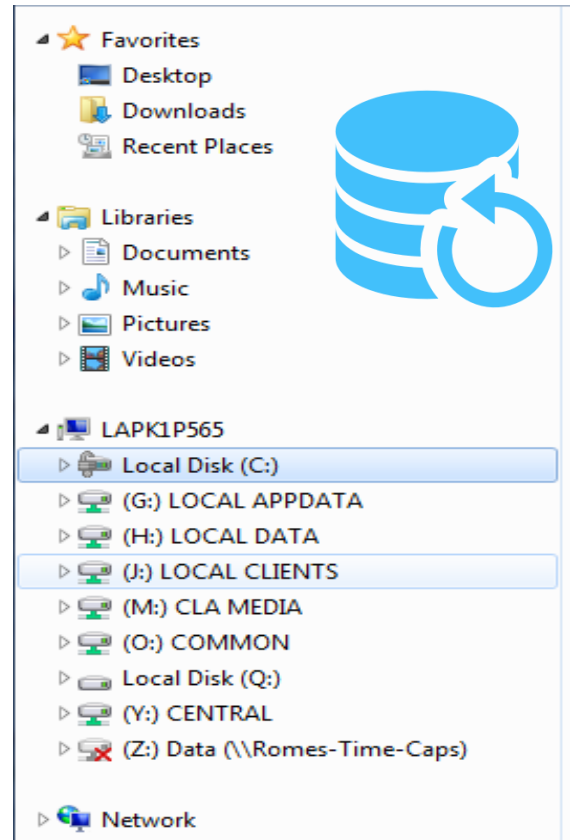 Favorites
Desktop
Downloads
Recent Places
Libraries
Documents
Music
Pictures
Videos
LAPK1P565
Local Disk (C:)
(G:) LOCAL APPDATA
(H:) LOCAL DATA
(J:) LOCAL CLIENTS
(M:) CLA MEDIA
(O:) COMMON
Local Disk (Q:)
(Y:) CENTRAL
(Z:) Data (\\Romes-Time-Caps)
Network